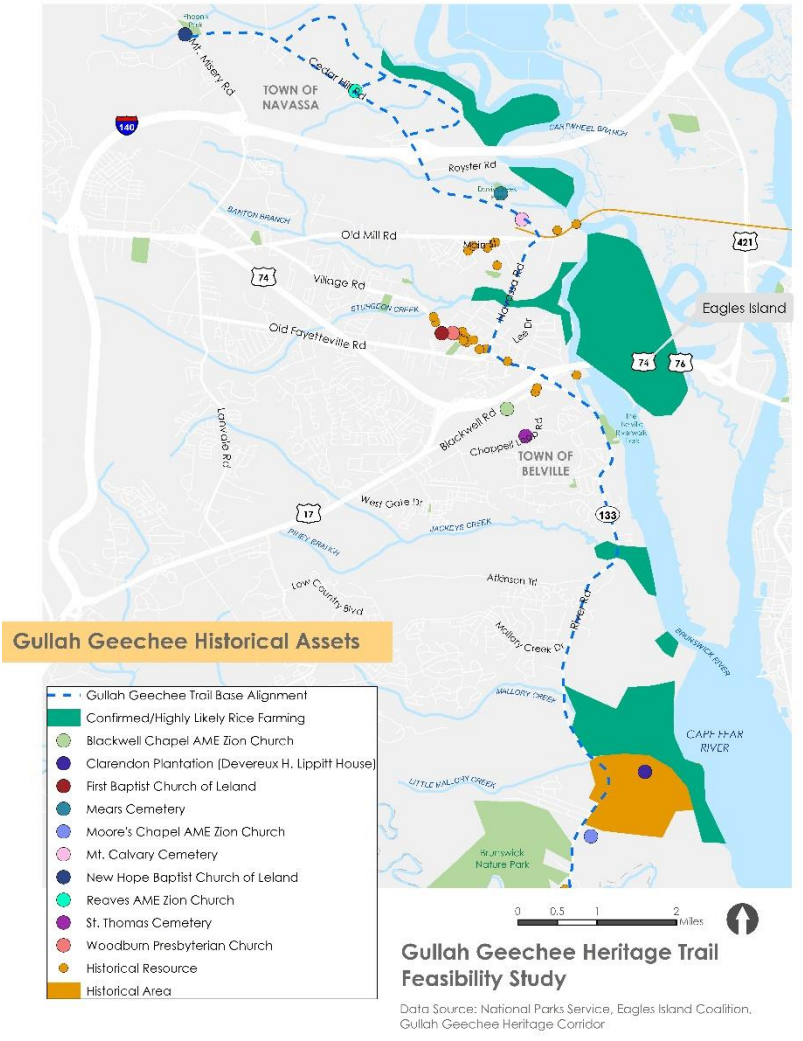 Phoenix
Park
Mt. Misery Rd
Cedar Hill Rd
TOWN OF
NAVASSA
140
CARTWHEEL BRANCH
Royster Rd
BANTON BRANCH
Old Mill Rd
Main St
421
74
Village Rd
Navassa Rd
STURGEON CREEK
Lee Dr
Old Fayetteville Rd
Eagles Island
74
76
Lanvale Rd
Blackwell Rd
Chappell Loop Rd
TOWN OF
BELVILLE
The
Belville
Riverwalk
Park
West Gate Dr
17
133
JACKEYS CREEK
PINEY BRANCH
Atkinson Trl
Low Country Blvd
River Rd
Mallory Creek Dr
BRUNSWICK RIVER
Gullah Geechee Historical Assets
MALLORY CREEK
CAPE FEAR
RIVER
LITTLE MALLORY CREEK
Brunswick
Nature Park
Gullah Geechee Trail Base Alignment
Confirmed/Highly Likely Rice Farming
Blackwell Chapel AME Zion Church
Clarendon Plantation (Devereux H. Lippitt House)
First Baptist Church of Leland
Mears Cemetery
Moore's Chapel AME Zion Church
Mt. Calvary Cemetery
New Hope Baptist Church of Leland
Reaves AME Zion Church
St. Thomas Cemetery
Woodburn Presbyterian Church
Historical Resource
Historical Area
0 0.5 1 2
Miles
Gullah Geechee Heritage Trail
Feasibility Study
Data Source: National Parks Service, Eagles Island Coalition,
Gullah Geechee Heritage Corridor